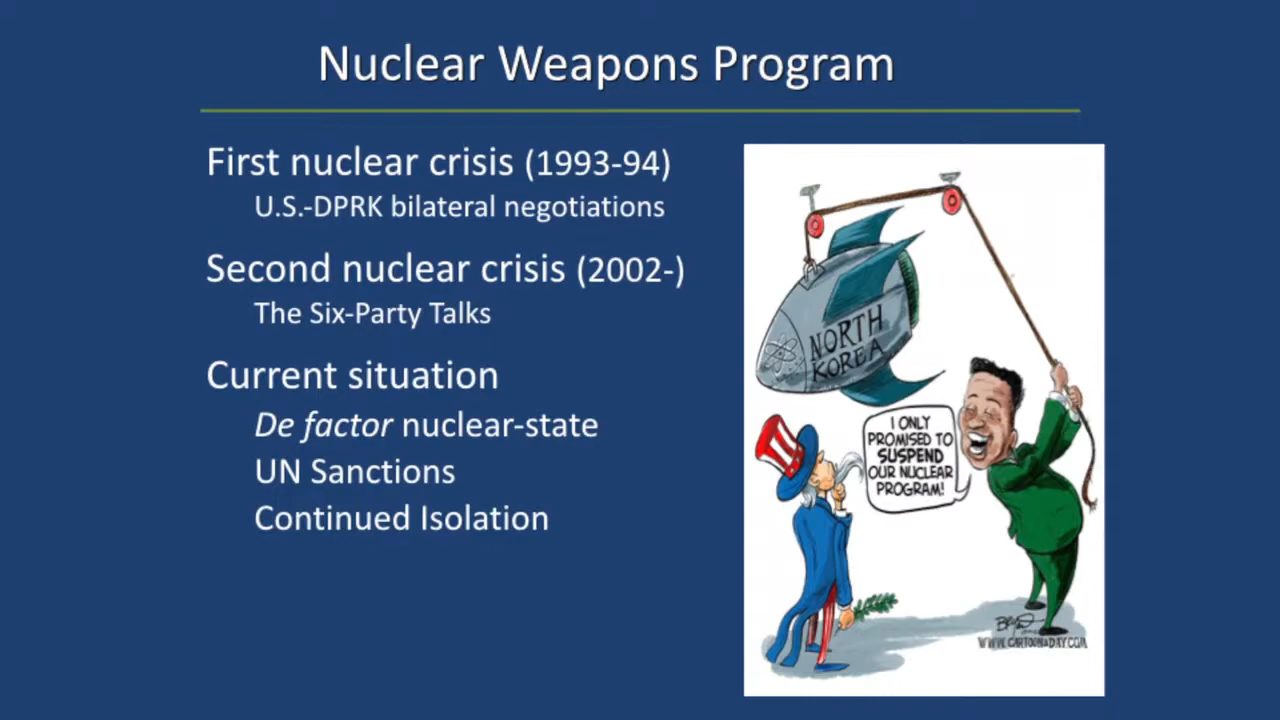 Nuclear Weapons Program
First nuclear crisis (1993-94)
U.S.-DPRK bilateral negotiations
Second nuclear crisis (2002-)
The Six-Party Talks
Current situation
De factor nuclear-state
UN Sanctions
Continued Isolation
NORTH
KOREA
I ONLY
PROMISED TO
SUSPEND
OUR NUCLEAR
PROGRAM!
WWW.CARTOONADAY.COM